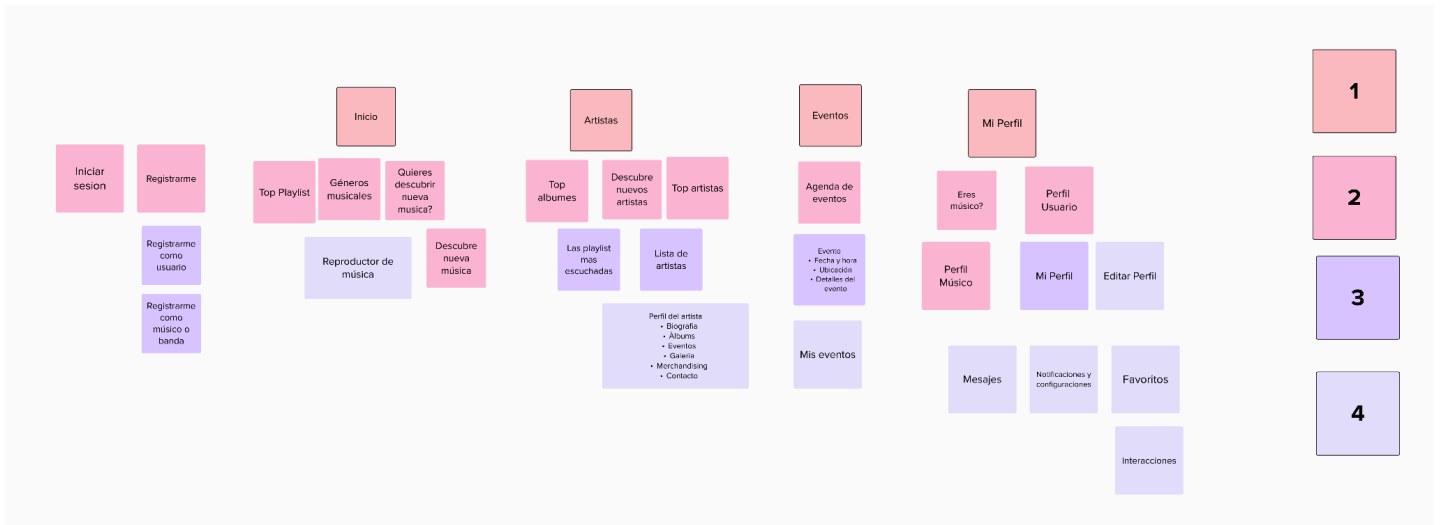 Iniciar
sesion
Registrarme
Registrarme
como
usuario
Registrarme
como
músico o
banda
Inicio
Top Playlist
Géneros
musicales
Quieres
descubrir
nueva
musica?
Reproductor de
música
Descubre
nueva
música
Artistas
Top
albumes
Descubre
nuevos
artistas
Top artistas
Las playlist
mas
escuchadas
Lista de
artistas
Perfil del artista
• Biografia
• Álbums
• Eventos
• Galería
• Merchandising
• Contacto
Eventos
Agenda de
eventos
Evento
• Fecha y hora
• Ubicación
• Detalles del
evento
Mis eventos
Mi Perfil
Eres
músico?
Perfil
Usuario
Perfil
Músico
Mi Perfil
Editar Perfil
Mesajes
Notificaciones y
configuraciones
Favoritos
Interacciones
1
2
3
4